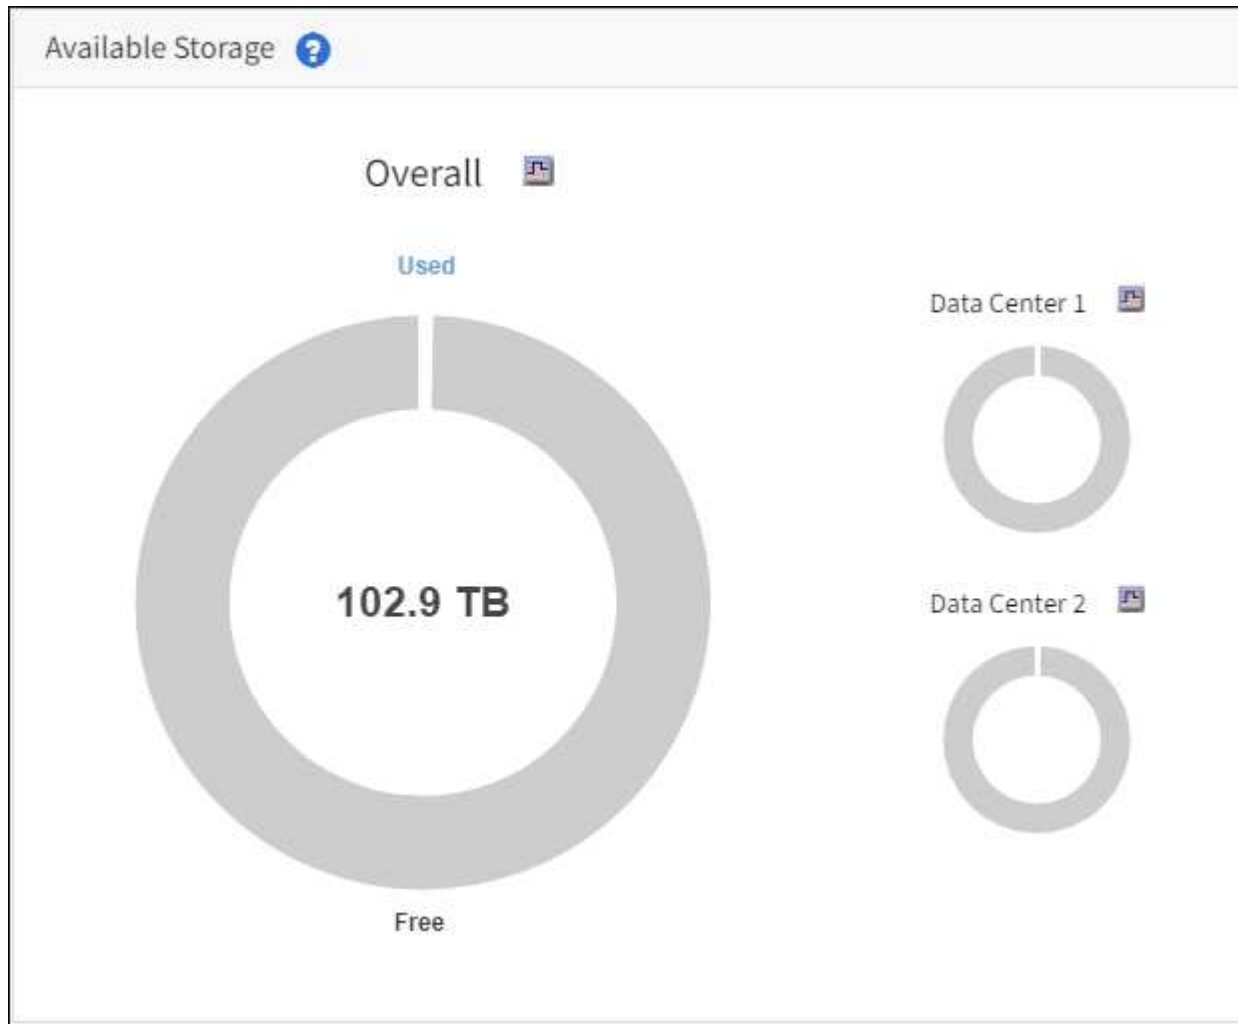 Available Storage ?
Overall
Used
102.9 TB
Free
Data Center 1
Data Center 2